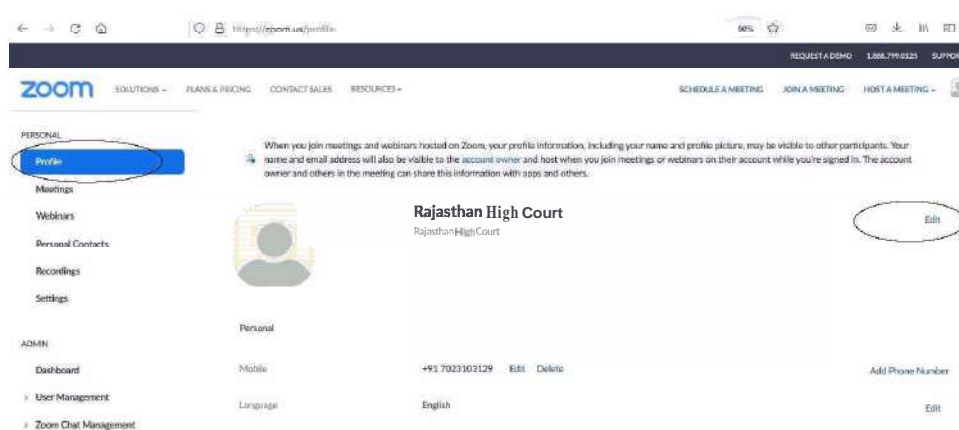 https://zoom.us/profile
60%
REQUEST A DEMO 1.888.799.0125 SUPPOR
zoom SOLUTIONS PLANS & PRICING CONTACT SALES RESOURCES SCHEDULE A MEETING JOIN A MEETING HOST A MEETING
PERSONAL
Profile
Meetings
Webinars
Personal Contacts
Recordings
Settings
ADMIN
Dashboard
User Management
Zoom Chat Management
When you join meetings and webinars hosted on Zoom, your profile information, including your name and profile picture, may be visible to other participants. Your
name and email address will also be visible to the account owner and host when you join meetings or webinars on their account while you're signed in. The account
owner and others in the meeting can share this information with apps and others.
Rajasthan High Court
Rajasthan High Court
Edit
Personal
Mobile +91 7023103129 Edit Delete Add Phone Number
Language English Edit